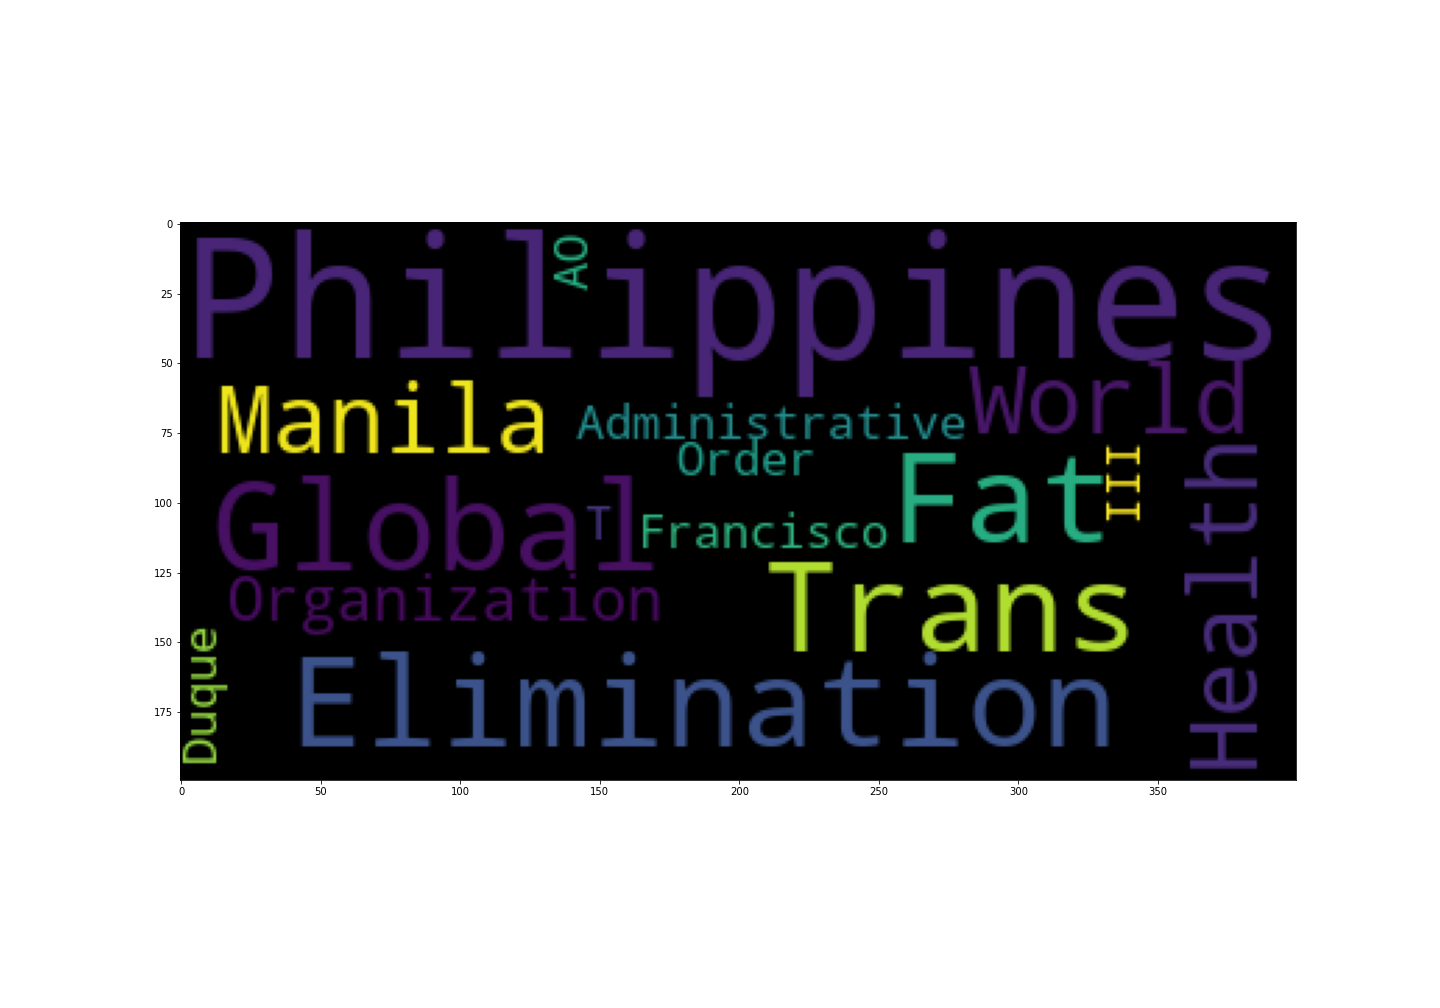 0
25
50
75
100
125
150
175
0 50 100 150 200 250 300 350
Philippines
AO
Manila
World
Administrative
Order
Fat
III
Global
T
Francisco
Health
Organization
Trans
Duque
Elimination